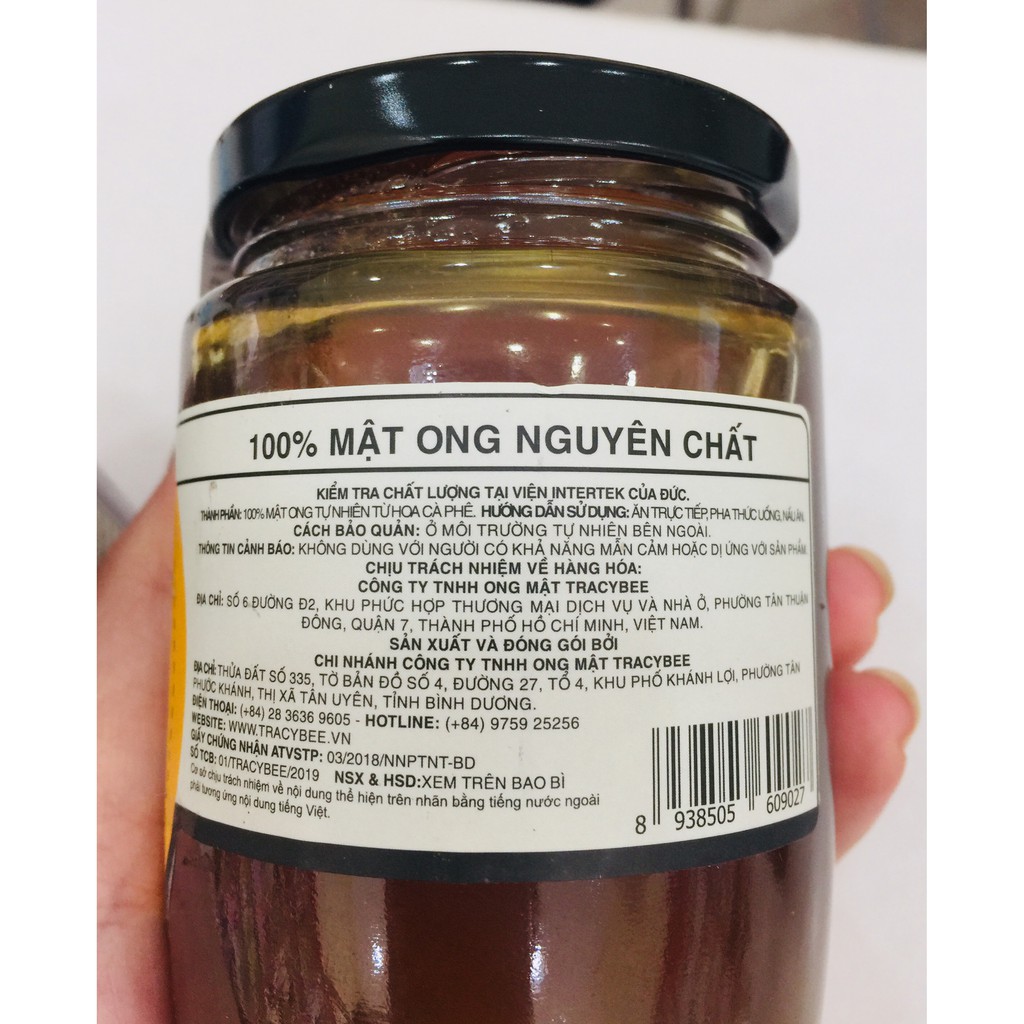 100% MẬT ONG NGUYÊN CHẤT
KIỂM TRA CHẤT LƯỢNG TẠI VIỆN INTERTEK CỦA ĐỨC.
THÀNH PHẦN: 100% MẬT ONG TỰ NHIÊN TỪ HOA CÀ PHÊ. HƯỚNG DẪN SỬ DỤNG: ĂN TRỰC TIẾP, PHA THỨC UỐNG, NẤU ĂN.
CÁCH BẢO QUẢN: Ở MÔI TRƯỜNG TỰ NHIÊN BÊN NGOÀI.
THÔNG TIN CẢNH BÁO: KHÔNG DÙNG VỚI NGƯỜI CÓ KHẢ NĂNG MẪN CẢM HOẶC DỊ ỨNG VỚI SẢN PHẨM.
CHỊU TRÁCH NHIỆM VỀ HÀNG HÓA:
CÔNG TY TNHH ONG MẬT TRACYBEE
ĐỊA CHỈ: SỐ 6 ĐƯỜNG Đ2, KHU PHỨC HỢP THƯƠNG MẠI DỊCH VỤ VÀ NHÀ Ở, PHƯỜNG TÂN THUẬN
ĐÔNG, QUẬN 7, THÀNH PHỐ HỒ CHÍ MINH, VIỆT NAM.
SẢN XUẤT VÀ ĐÓNG GÓI BỞI
CHI NHÁNH CÔNG TY TNHH ONG MẬT TRACYBEE
ĐỊA CHỈ: THỬA ĐẤT SỐ 335, TỜ BẢN ĐỒ SỐ 4, ĐƯỜNG 27, TỔ 4, KHU PHỐ KHÁNH LỢI, PHƯỜNG TÂN
PHƯỚC KHÁNH, THỊ XÃ TÂN UYÊN, TỈNH BÌNH DƯƠNG.
ĐIỆN THOẠI: (+84) 28 3636 9605 - HOTLINE: (+84) 9759 25256
WEBSITE: WWW.TRACYBEE.VN
GIẤY CHỨNG NHẬN ATVSTP: 03/2018/NNPTNT-BD
SỐ TCB: 01/TRACYBEE/2019 NSX & HSD:XEM TRÊN BAO BÌ
Cơ sở chịu trách nhiệm về nội dung thể hiện trên nhãn bằng tiếng nước ngoài
phải tương ứng nội dung tiếng Việt.
8 938505 609027